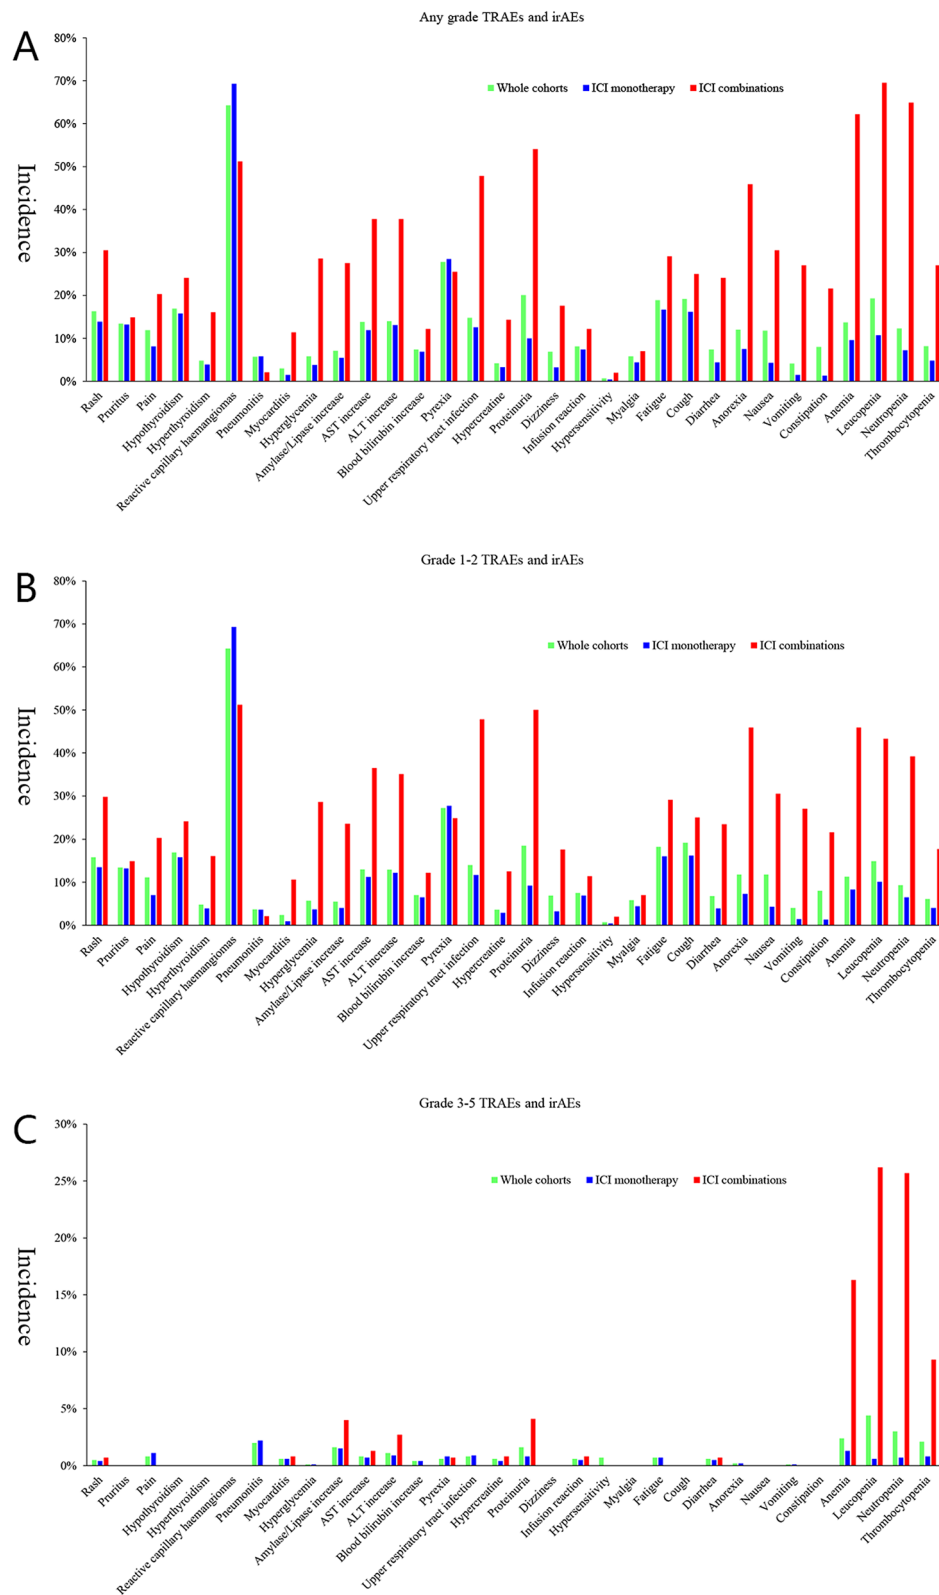 Any grade TRAEs and irAEs
A
80%
70%
60%
50%
40%
30%
20%
10%
0%
Incidence
Whole cohorts ICI monotherapy ICI combinations
Rash
Pruritus
Pain
Hypothyroidism
Hyperthyroidism
Reactive capillary haemangiomas
Pneumonitis
Myocarditis
Hyperglycemia
Amylase/Lipase increase
AST increase
ALT increase
Blood bilirubin increase
Pyrexia
Upper respiratory tract infection
Hypercreatine
Proteinuria
Dizziness
Infusion reaction
Hypersensitivity
Myalgia
Fatigue
Cough
Diarrhea
Anorexia
Nausea
Vomiting
Constipation
Anemia
Leucopenia
Neutropenia
Thrombocytopenia
Grade 1-2 TRAEs and irAEs
B
80%
70%
60%
50%
40%
30%
20%
10%
0%
Incidence
Whole cohorts ICI monotherapy ICI combinations
Rash
Pruritus
Pain
Hypothyroidism
Hyperthyroidism
Reactive capillary haemangiomas
Pneumonitis
Myocarditis
Hyperglycemia
Amylase/Lipase increase
AST increase
ALT increase
Blood bilirubin increase
Pyrexia
Upper respiratory tract infection
Hypercreatine
Proteinuria
Dizziness
Infusion reaction
Hypersensitivity
Myalgia
Fatigue
Cough
Diarrhea
Anorexia
Nausea
Vomiting
Constipation
Anemia
Leucopenia
Neutropenia
Thrombocytopenia
Grade 3-5 TRAEs and irAEs
C
30%
25%
20%
15%
10%
5%
0%
Incidence
Whole cohorts ICI monotherapy ICI combinations
Rash
Pruritus
Pain
Hypothyroidism
Hyperthyroidism
Reactive capillary haemangiomas
Pneumonitis
Myocarditis
Hyperglycemia
Amylase/Lipase increase
AST increase
ALT increase
Blood bilirubin increase
Pyrexia
Upper respiratory tract infection
Hypercreatine
Proteinuria
Dizziness
Infusion reaction
Hypersensitivity
Myalgia
Fatigue
Cough
Diarrhea
Anorexia
Nausea
Vomiting
Constipation
Anemia
Leucopenia
Neutropenia
Thrombocytopenia